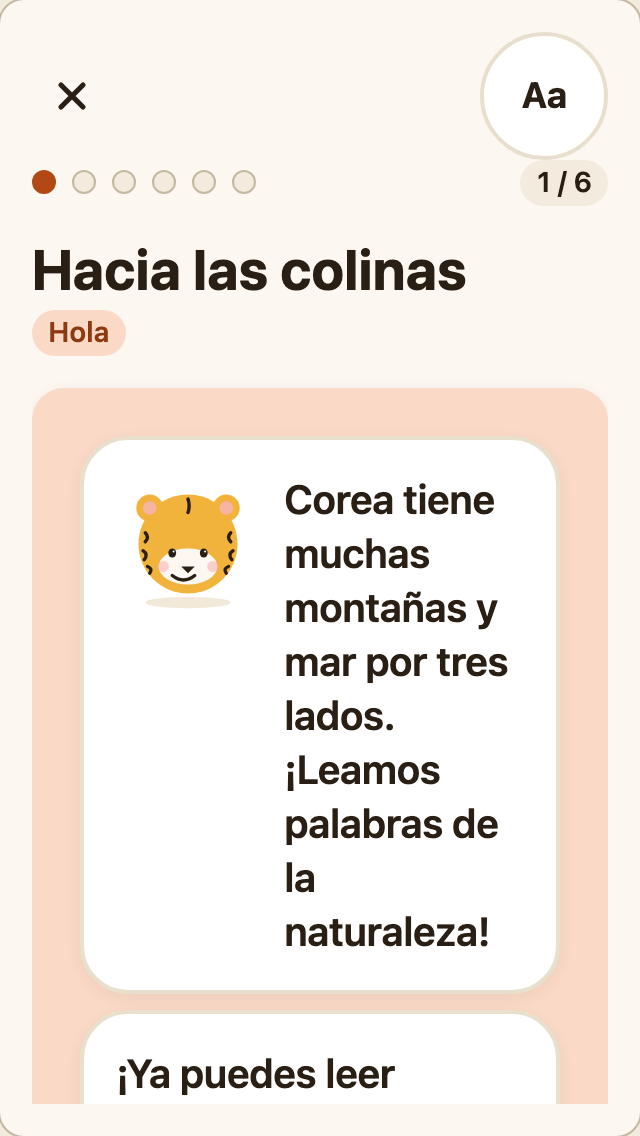 Aa
1 / 6
Hacia las colinas
Hola
Corea tiene
muchas
montañas y
mar por tres
lados.
¡Leamos
palabras de
la
naturaleza!
¡Ya puedes leer